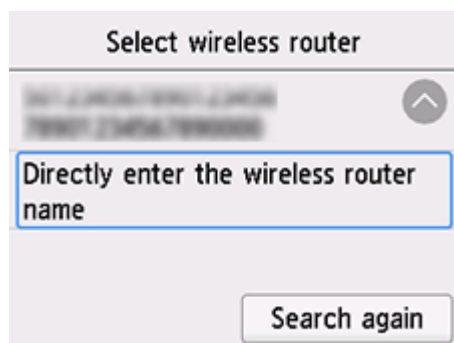 Select wireless router
Directly enter the wireless router
name
Search again